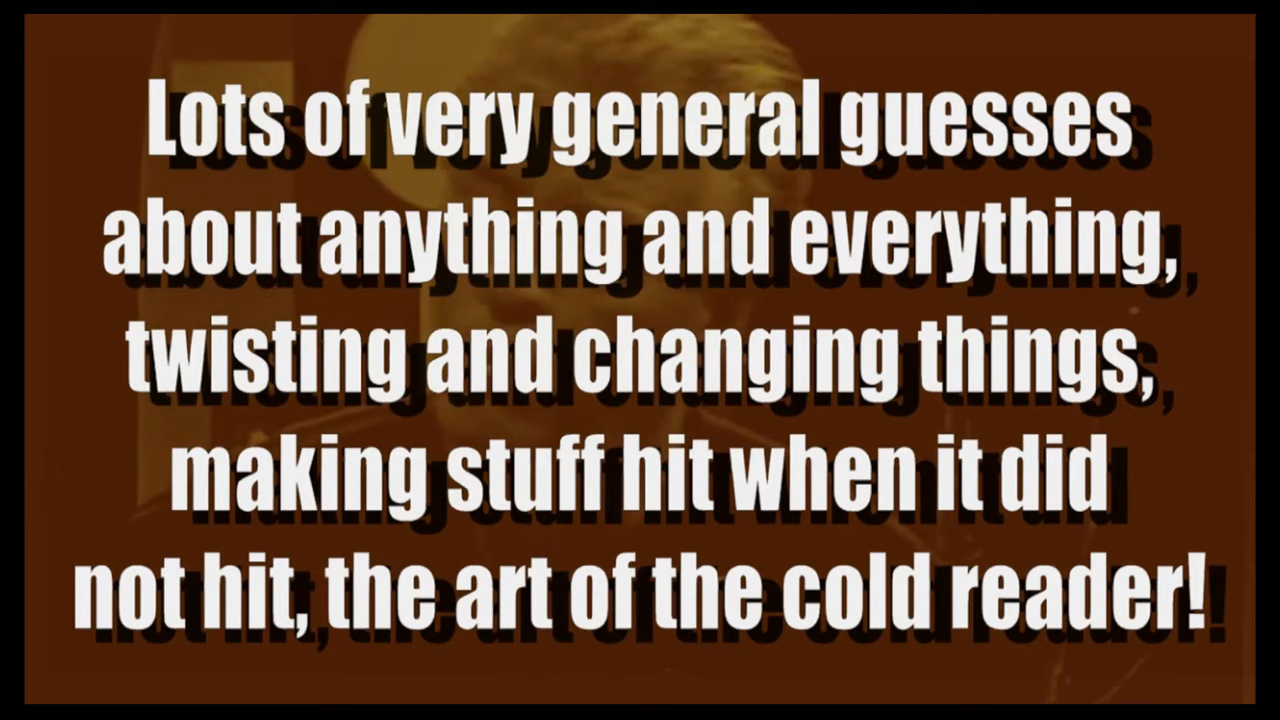 Lots of very general guesses
about anything and everything,
twisting and changing things,
making stuff hit when it did
not hit, the art of the cold reader!